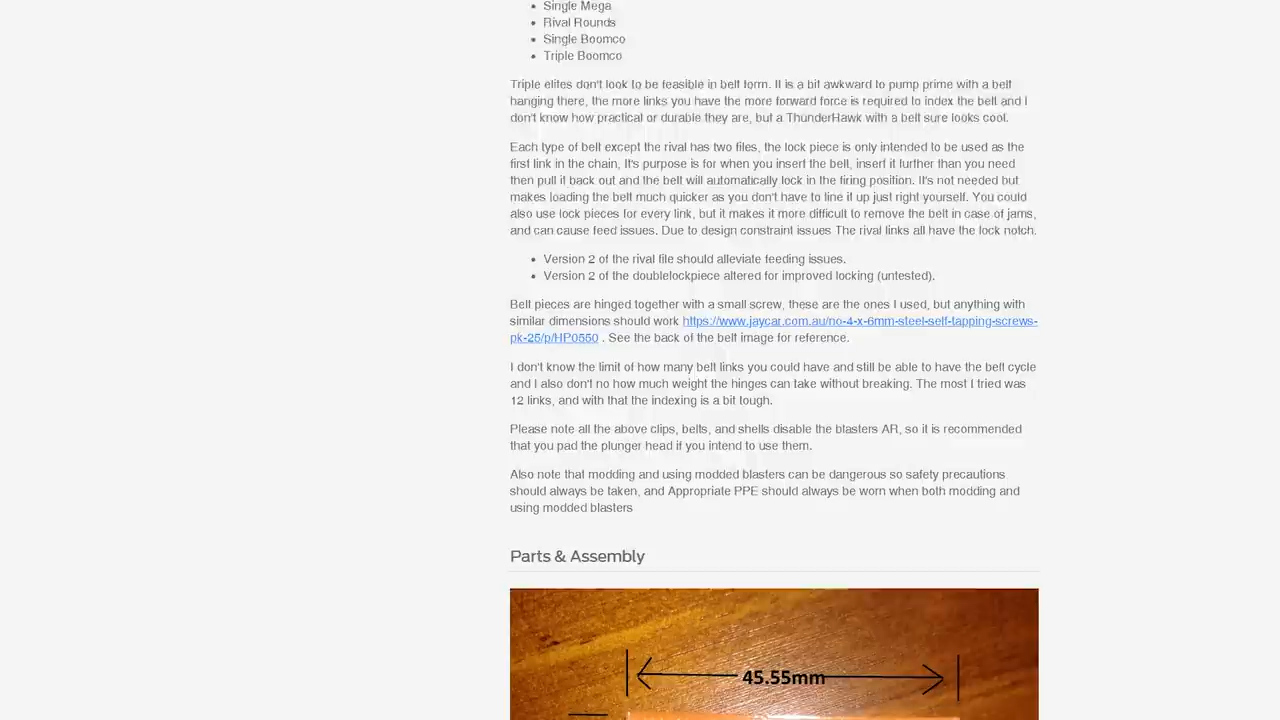 Single Mega
Rival Rounds
Single Boomco
Triple Boomco
Triple elites don't look to be feasible in belt form. It is a bit awkward to pump prime with a belt
hanging there, the more links you have the more forward force is required to index the belt and I
don't know how practical or durable they are, but a ThunderHawk with a belt sure looks cool.
Each type of belt except the rival has two files, the lock piece is only intended to be used as the
first link in the chain, It's purpose is for when you insert the belt, insert it further than you need
then pull it back out and the belt will automatically lock in the firing position. It's not needed but
makes loading the belt much quicker as you don't have to line it up just right yourself. You could
also use lock pieces for every link, but it makes it more difficult to remove the belt in case of jams,
and can cause feed issues. Due to design constraint issues The rival links all have the lock notch.
Version 2 of the rival file should alleviate feeding issues.
Version 2 of the doublelockpiece altered for improved locking (untested).
Belt pieces are hinged together with a small screw, these are the ones I used, but anything with
similar dimensions should work https://www.jaycar.com.au/no-4-x-6mm-steel-self-tapping-screws-
pk-25/p/HP0550 . See the back of the belt image for reference.
I don't know the limit of how many belt links you could have and still be able to have the belt cycle
and I also don't no how much weight the hinges can take without breaking. The most I tried was
12 links, and with that the indexing is a bit tough.
Please note all the above clips, belts, and shells disable the blasters AR, so it is recommended
that you pad the plunger head if you intend to use them.
Also note that modding and using modded blasters can be dangerous so safety precautions
should always be taken, and Appropriate PPE should always be worn when both modding and
using modded blasters
Parts & Assembly
45.55mm